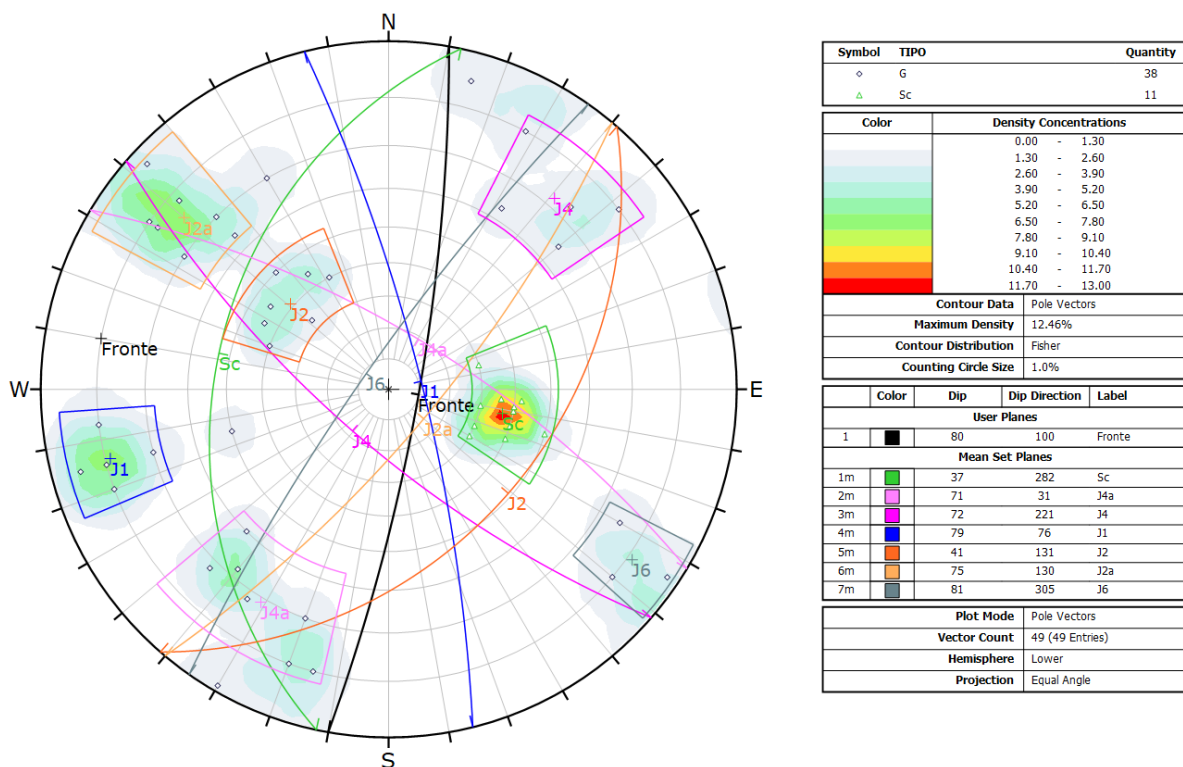 N
W
E
S
J4
J2a
J2
Fronte
Sc
J4a
J6
J1
Fronte
Sc
J2a
J1
J4
J2
J6
J4a
Symbol TIPO Quantity
G 38
Sc 11
Color Density Concentrations
0.00 - 1.30
1.30 - 2.60
2.60 - 3.90
3.90 - 5.20
5.20 - 6.50
6.50 - 7.80
7.80 - 9.10
9.10 - 10.40
10.40 - 11.70
11.70 - 13.00
Contour Data Pole Vectors
Maximum Density 12.46%
Contour Distribution Fisher
Counting Circle Size 1.0%
Color Dip Dip Direction Label
User Planes
1 80 100 Fronte
Mean Set Planes
1m 37 282 Sc
2m 71 31 J4a
3m 72 221 J4
4m 79 76 J1
5m 41 131 J2
6m 75 130 J2a
7m 81 305 J6
Plot Mode Pole Vectors
Vector Count 49 (49 Entries)
Hemisphere Lower
Projection Equal Angle